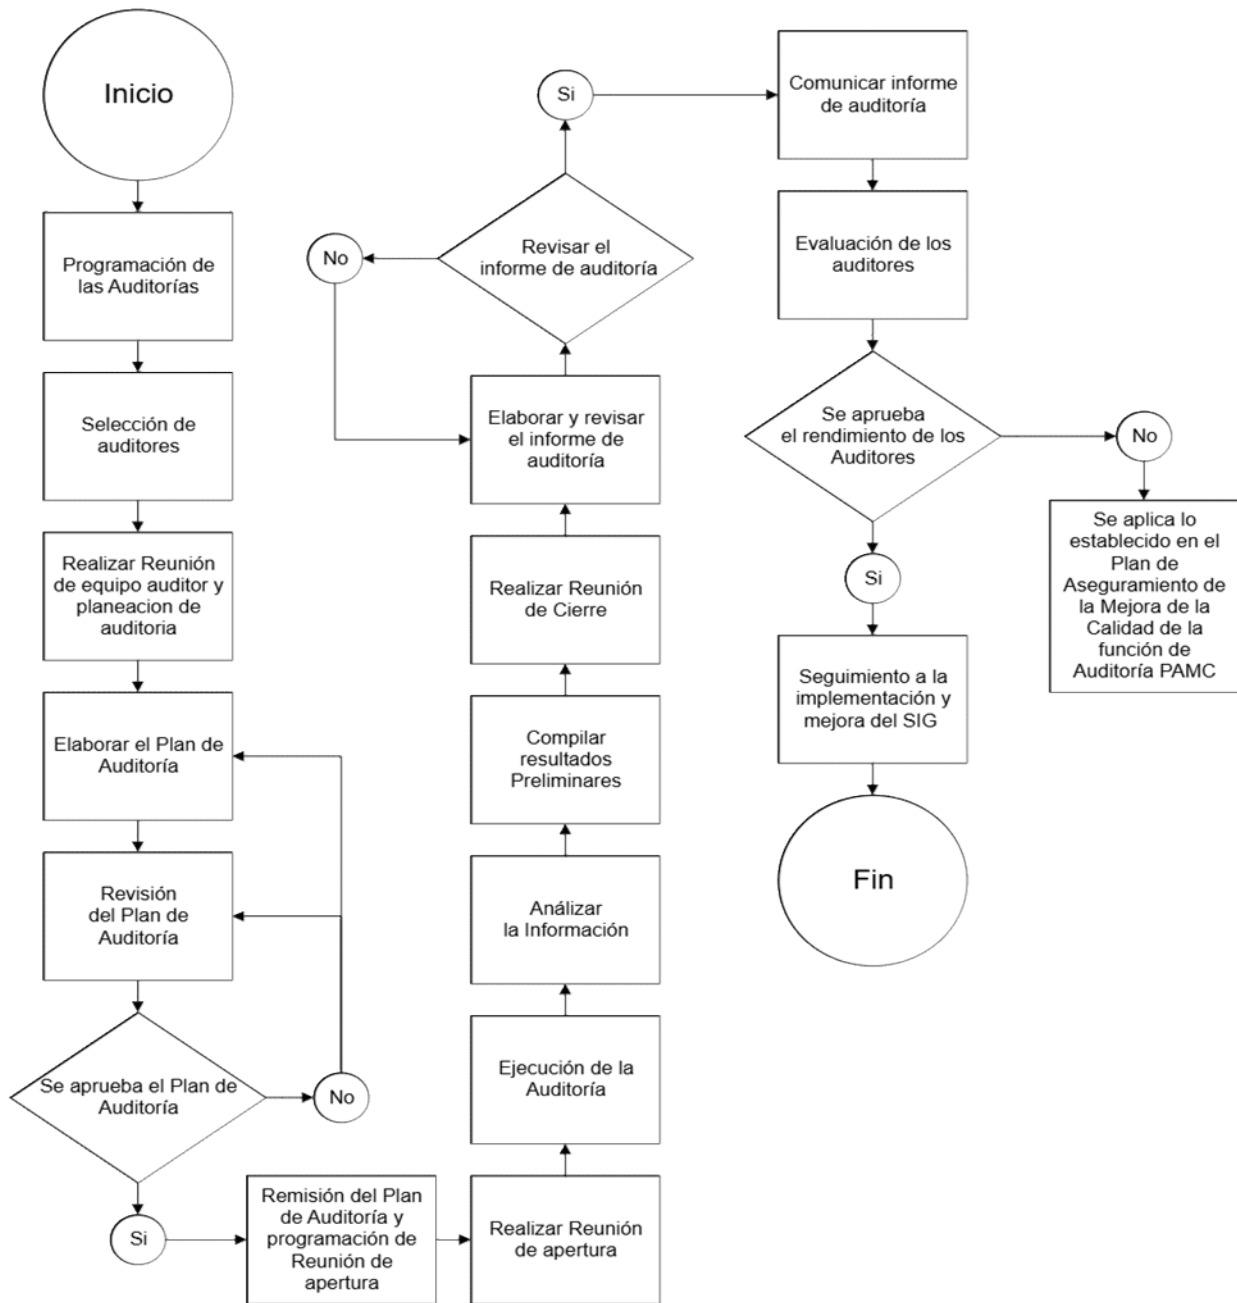 Inicio
Programación de
las Auditorías
Selección de
auditores
Realizar Reunión
de equipo auditor y
planeacion de
auditoria
Elaborar el Plan de
Auditoría
Revisión
del Plan de
Auditoría
Se aprueba el Plan de
Auditoría
No
Si
Remisión del Plan
de Auditoría y
programación de
Reunión de
apertura
Realizar Reunión
de apertura
Ejecución de la
Auditoría
Análizar
la Información
Compilar
resultados
Preliminares
Realizar Reunión
de Cierre
Elaborar y revisar
el informe de
auditoría
Revisar el
informe de auditoría
No
Si
Comunicar informe
de auditoría
Evaluación de los
auditores
Se aprueba
el rendimiento de los
Auditores
No
Se aplica lo
establecido en el
Plan de
Aseguramiento de
la Mejora de la
Calidad de la
función de
Auditoría PAMC
Si
Seguimiento a la
implementación y
mejora del SIG
Fin